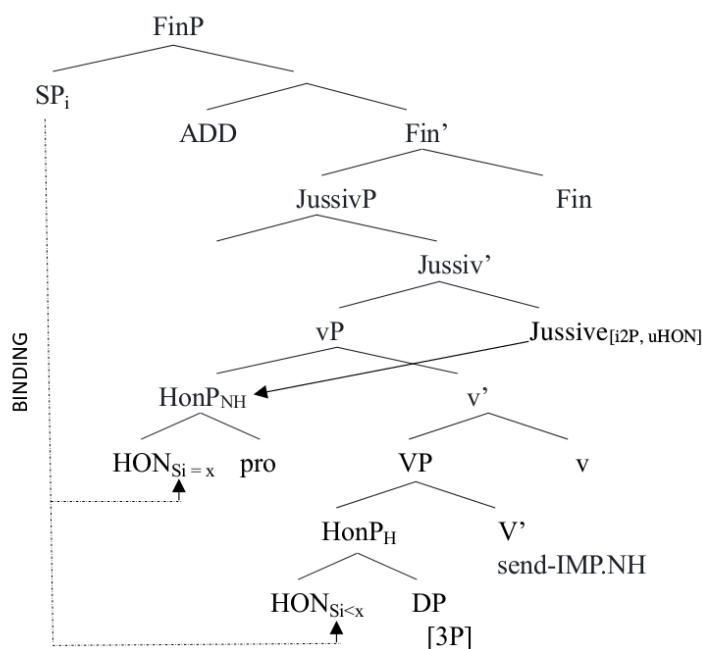 FinP
SPi
ADD
Fin’
JussivP
Fin
Jussiv’
vP
Jussive[i2P, uHON]
BINDING
HonPNH
v’
HONSi = x
pro
VP
v
HonPH
V’
send-IMP.NH
HONSi<x
DP
[3P]